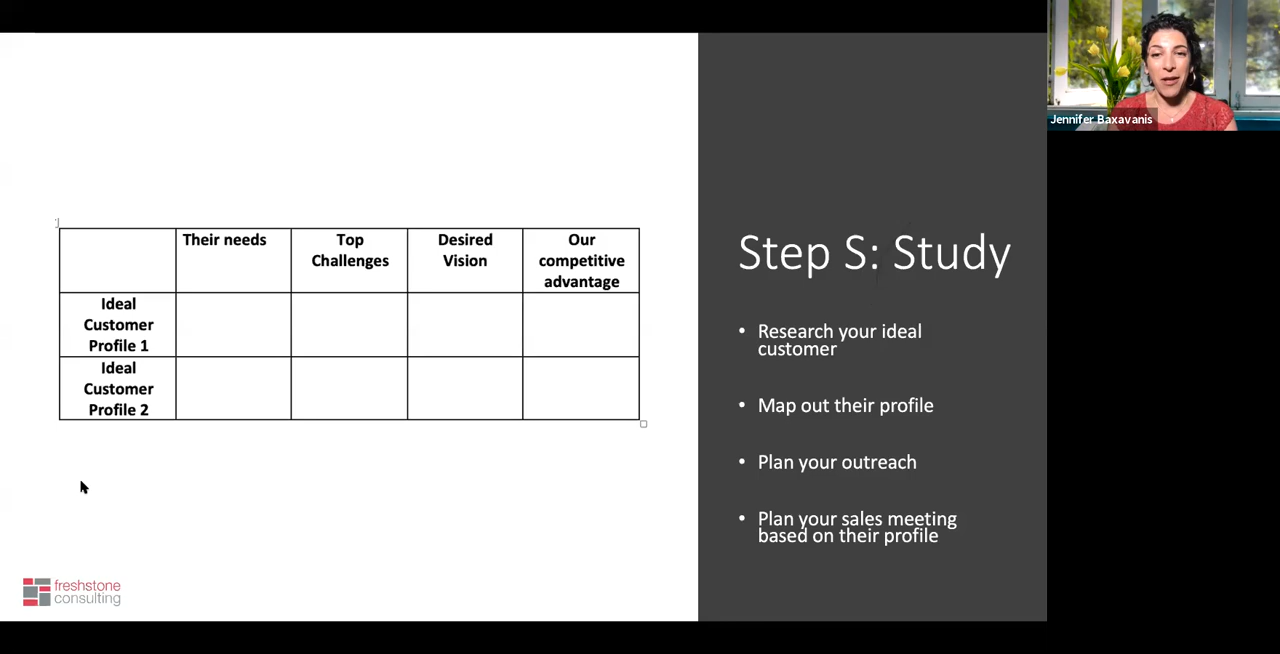 Jennifer Baxavanis
Their needs
Top
Challenges
Desired
Vision
Our
competitive
advantage
Ideal
Customer
Profile 1
Ideal
Customer
Profile 2
Step S: Study
• Research your ideal
customer
• Map out their profile
• Plan your outreach
• Plan your sales meeting
based on their profile
freshstone
consulting